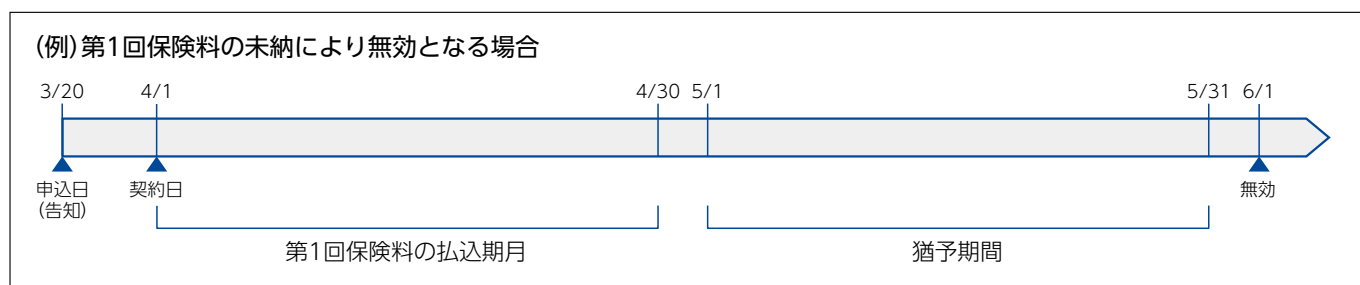 (例)第1回保険料の未納により無効となる場合
3/20 4/1 4/30 5/1 5/31 6/1
申込日 契約日 無効
(告知)
第1回保険料の払込期月 猶予期間